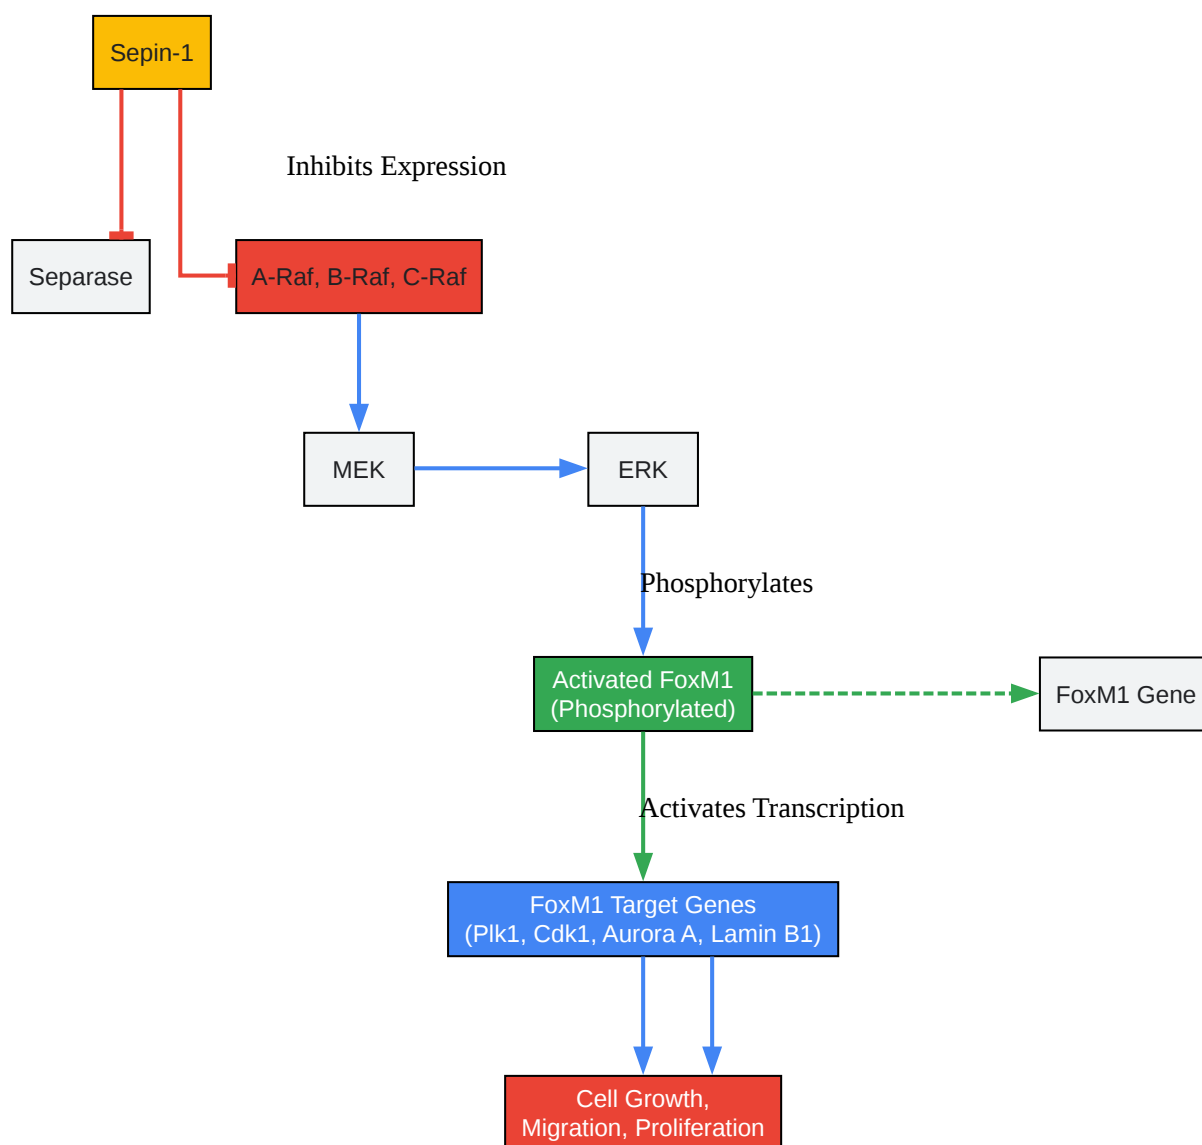 Sepin-1
Inhibits Expression
Separase
A-Raf, B-Raf, C-Raf
MEK
ERK
Phosphorylates
Activated FoxM1
(Phosphorylated)
FoxM1 Gene
Activates Transcription
FoxM1 Target Genes
(Plk1, Cdk1, Aurora A, Lamin B1)
Cell Growth,
Migration, Proliferation